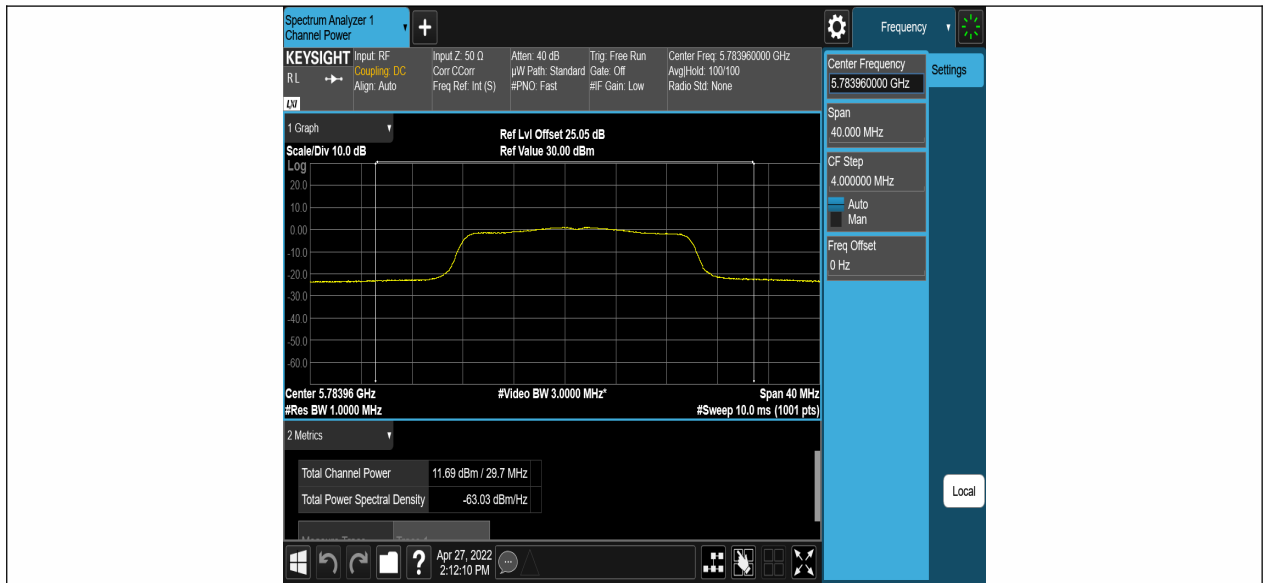 Spectrum Analyzer 1
Channel Power
Frequency
KEYSIGHT
RL
LXI
Input: RF
Coupling: DC
Align: Auto
Input Z: 50 Ω
Corr CCorr
Freq Ref: Int (S)
Atten: 40 dB
µW Path: Standard
#PNO: Fast
Trig: Free Run
Gate: Off
#IF Gain: Low
Center Freq: 5.783960000 GHz
Avg|Hold: 100/100
Radio Std: None
Center Frequency
5.783960000 GHz
Settings
Span
40.000 MHz
CF Step
4.000000 MHz
Auto
Man
Freq Offset
0 Hz
Local
1 Graph
Scale/Div 10.0 dB
Ref Lvl Offset 25.05 dB
Ref Value 30.00 dBm
Log
20.0
10.0
0.00
-10.0
-20.0
-30.0
-40.0
-50.0
-60.0
Center 5.78396 GHz
#Video BW 3.0000 MHz*
Span 40 MHz
#Res BW 1.0000 MHz
#Sweep 10.0 ms (1001 pts)
2 Metrics
Total Channel Power 11.69 dBm / 29.7 MHz
Total Power Spectral Density -63.03 dBm/Hz
?
Apr 27, 2022
2:12:10 PM